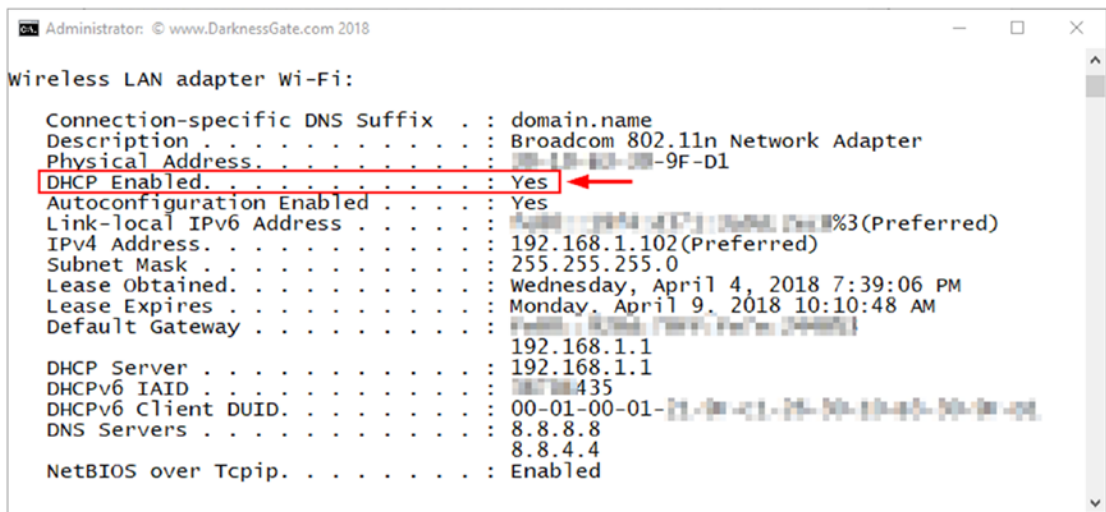 Administrator: © www.DarknessGate.com 2018
Wireless LAN adapter Wi-Fi:
Connection-specific DNS Suffix . : domain.name
Description . . . . . . . . . . . : Broadcom 802.11n Network Adapter
Physical Address. . . . . . . . . : -9F-D1
DHCP Enabled. . . . . . . . . . . : Yes
Autoconfiguration Enabled . . . . : Yes
Link-local IPv6 Address . . . . . : %3(Preferred)
IPv4 Address. . . . . . . . . . . : 192.168.1.102(Preferred)
Subnet Mask . . . . . . . . . . . : 255.255.255.0
Lease Obtained. . . . . . . . . . : Wednesday, April 4, 2018 7:39:06 PM
Lease Expires . . . . . . . . . . : Monday, April 9, 2018 10:10:48 AM
Default Gateway . . . . . . . . . :
192.168.1.1
DHCP Server . . . . . . . . . . . : 192.168.1.1
DHCPv6 IAID . . . . . . . . . . . : 435
DHCPv6 Client DUID. . . . . . . . : 00-01-00-01-
DNS Servers . . . . . . . . . . . : 8.8.8.8
8.8.4.4
NetBIOS over Tcpip. . . . . . . . : Enabled